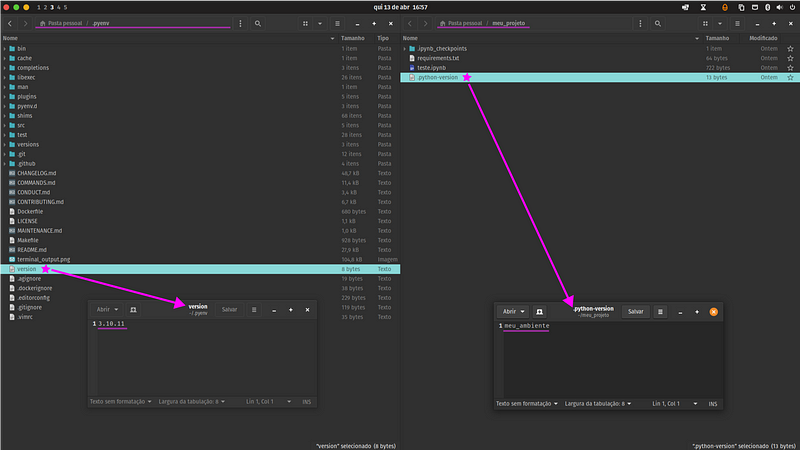 1 2 3 4 5
qui 13 de abr 16:57
Pasta pessoal / .pyenv
Nome Tamanho Tipo
bin 1 item Pasta
cache 1 item Pasta
completions 3 itens Pasta
libexec 26 itens Pasta
man 1 item Pasta
plugins 5 itens Pasta
pyenv.d 3 itens Pasta
shims 68 itens Pasta
src 5 itens Pasta
test 28 itens Pasta
versions 3 itens Pasta
.git 12 itens Pasta
.github 4 itens Pasta
CHANGELOG.md 48,7 kB Texto
COMMANDS.md 11,4 kB Texto
CONDUCT.md 3,4 kB Texto
CONTRIBUTING.md 6,7 kB Texto
Dockerfile 680 bytes Texto
LICENSE 1,1 kB Texto
MAINTENANCE.md 1,6 kB Texto
Makefile 928 bytes Texto
README.md 27,9 kB Texto
terminal_output.png 104,8 kB Imagem
version 8 bytes Texto
.agignore 19 bytes Texto
.dockerignore 38 bytes Texto
.editorconfig 229 bytes Texto
.gitignore 119 bytes Texto
.vimrc 35 bytes Texto
Abrir version Salvar
~/.pyenv
1 3.10.11
Texto sem formatação Largura da tabulação: 8 Lin 1, Col 1 INS
"version" selecionado (8 bytes)
Pasta pessoal / meu_projeto
Nome Tamanho Modificado
.ipynb_checkpoints 1 item Ontem
requirements.txt 64 bytes Ontem
teste.ipynb 722 bytes Ontem
.python-version 13 bytes Ontem
Abrir .python-version Salvar
~/meu_projeto
1 meu_ambiente
Texto sem formatação Largura da tabulação: 8 Lin 1, Col 1 INS
".python-version" selecionado (13 bytes)